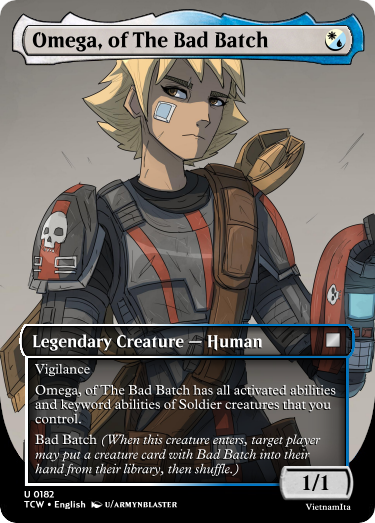 Omega, of The Bad Batch
Legendary Creature — Human
Vigilance
Omega, of The Bad Batch has all activated abilities
and keyword abilities of Soldier creatures that you
control.
Bad Batch (When this creature enters, target player
may put a creature card with Bad Batch into their
hand from their library, then shuffle.)
1/1
U 0182
TCW • English U/ARMYNBLASTER
VietnamIta